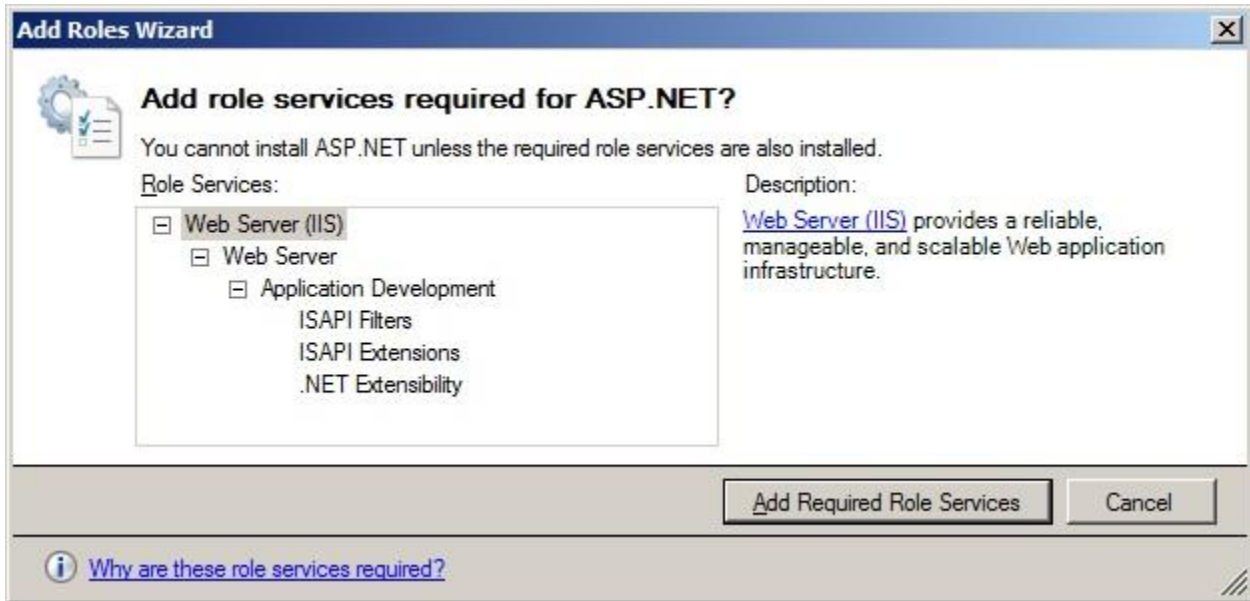 Add Roles Wizard
Add role services required for ASP.NET?
You cannot install ASP.NET unless the required role services are also installed.
Role Services:
Description:
Web Server (IIS)
Web Server
Application Development
ISAPI Filters
ISAPI Extensions
.NET Extensibility
Web Server (IIS) provides a reliable,
manageable, and scalable Web application
infrastructure.
Add Required Role Services
Cancel
Why are these role services required?